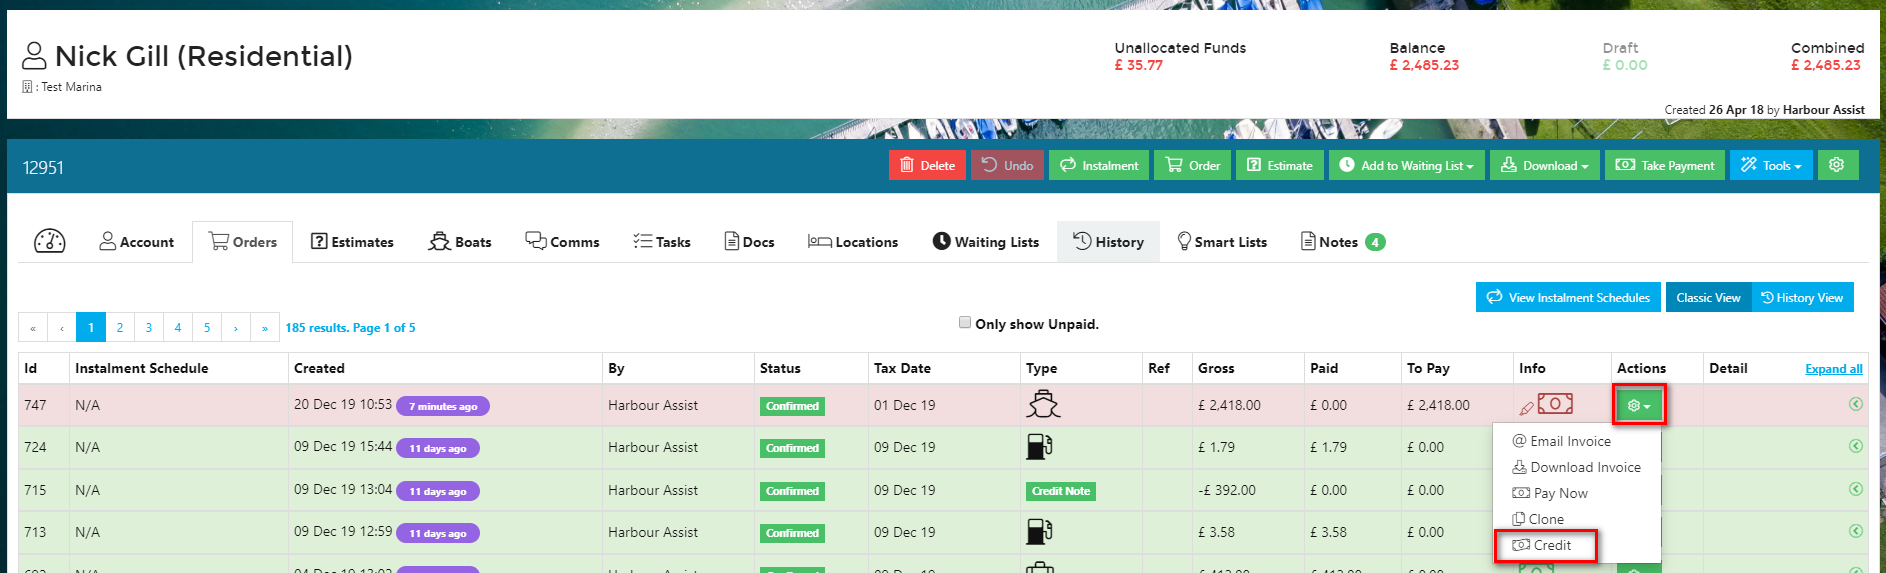 Nick Gill (Residential)
: Test Marina
Unallocated Funds Balance Draft Combined
£ 35.77 £ 2,485.23 £ 0.00 £ 2,485.23
Created 26 Apr 18 by Harbour Assist
12951 Delete Undo Instalment Order Estimate Add to Waiting List Download Take Payment Tools
Account Orders Estimates Boats Comms Tasks Docs Locations Waiting Lists History Smart Lists Notes 4
View Instalment Schedules Classic View History View
« ‹ 1 2 3 4 5 › » 185 results. Page 1 of 5 Only show Unpaid.
Id Instalment Schedule Created By Status Tax Date Type Ref Gross Paid To Pay Info Actions Detail Expand all
747 N/A 20 Dec 19 10:53 7 minutes ago Harbour Assist Confirmed 01 Dec 19 £ 2,418.00 £ 0.00 £ 2,418.00
724 N/A 09 Dec 19 15:44 11 days ago Harbour Assist Confirmed 09 Dec 19 £ 1.79 £ 1.79 £ 0.00
715 N/A 09 Dec 19 13:04 11 days ago Harbour Assist Confirmed 09 Dec 19 Credit Note -£ 392.00 £ 0.00 £ 0.00
713 N/A 09 Dec 19 12:59 11 days ago Harbour Assist Confirmed 09 Dec 19 £ 3.58 £ 3.58 £ 0.00
@ Email Invoice
Download Invoice
Pay Now
Clone
Credit